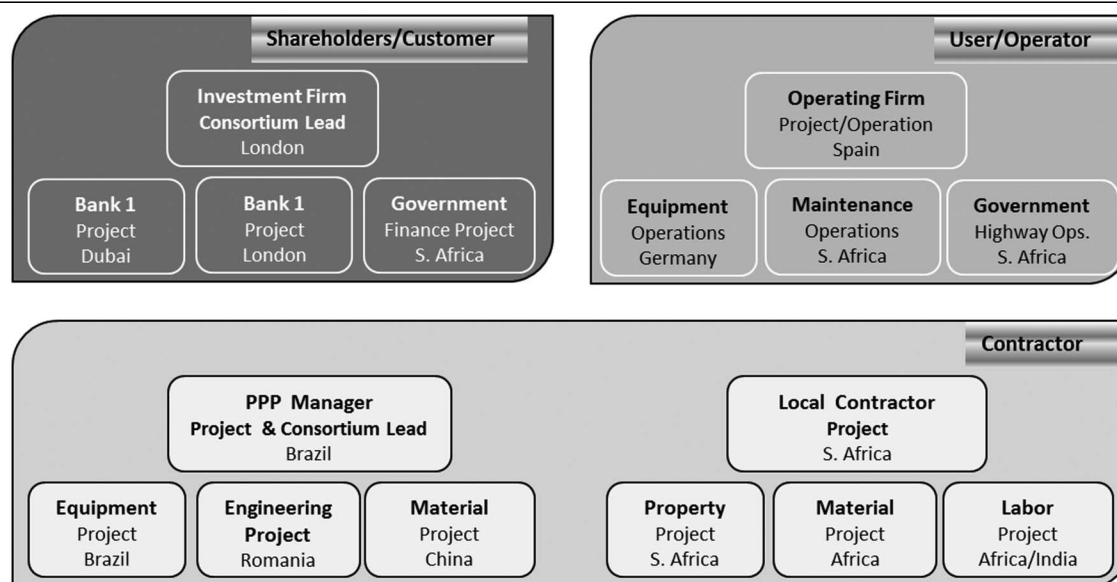 Shareholders/Customer
Investment Firm
Consortium Lead
London
Bank 1
Project
Dubai
Bank 1
Project
London
Government
Finance Project
S. Africa
User/Operator
Operating Firm
Project/Operation
Spain
Equipment
Operations
Germany
Maintenance
Operations
S. Africa
Government
Highway Ops.
S. Africa
Contractor
PPP Manager
Project & Consortium Lead
Brazil
Equipment
Project
Brazil
Engineering
Project
Romania
Material
Project
China
Local Contractor
Project
S. Africa
Property
Project
S. Africa
Material
Project
Africa
Labor
Project
Africa/India